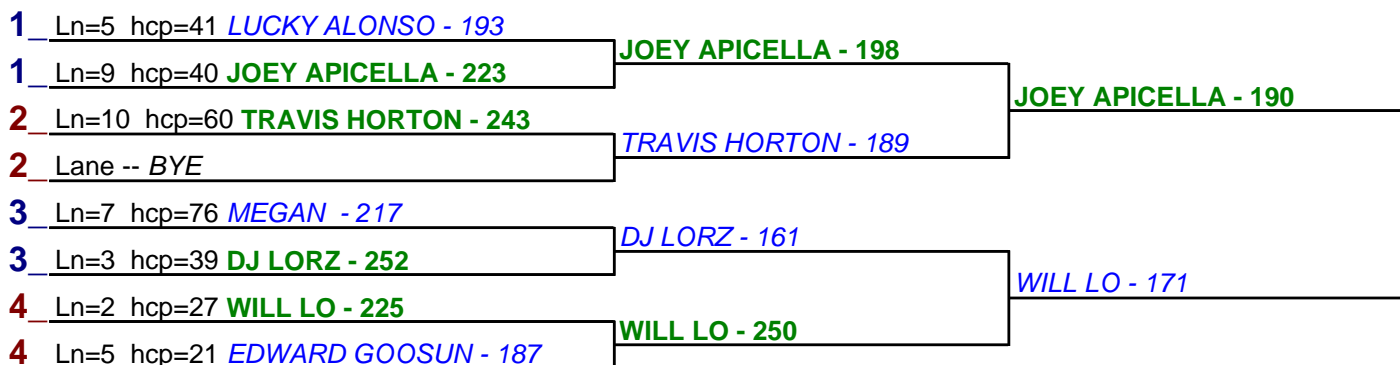 1_ Ln=5 hcp=41 LUCKY ALONSO - 193
JOEY APICELLA - 198
1_ Ln=9 hcp=40 JOEY APICELLA - 223
JOEY APICELLA - 190
2_ Ln=10 hcp=60 TRAVIS HORTON - 243
TRAVIS HORTON - 189
2_ Lane -- BYE
3_ Ln=7 hcp=76 MEGAN - 217
DJ LORZ - 161
3_ Ln=3 hcp=39 DJ LORZ - 252
WILL LO - 171
4_ Ln=2 hcp=27 WILL LO - 225
WILL LO - 250
4 Ln=5 hcp=21 EDWARD GOOSUN - 187